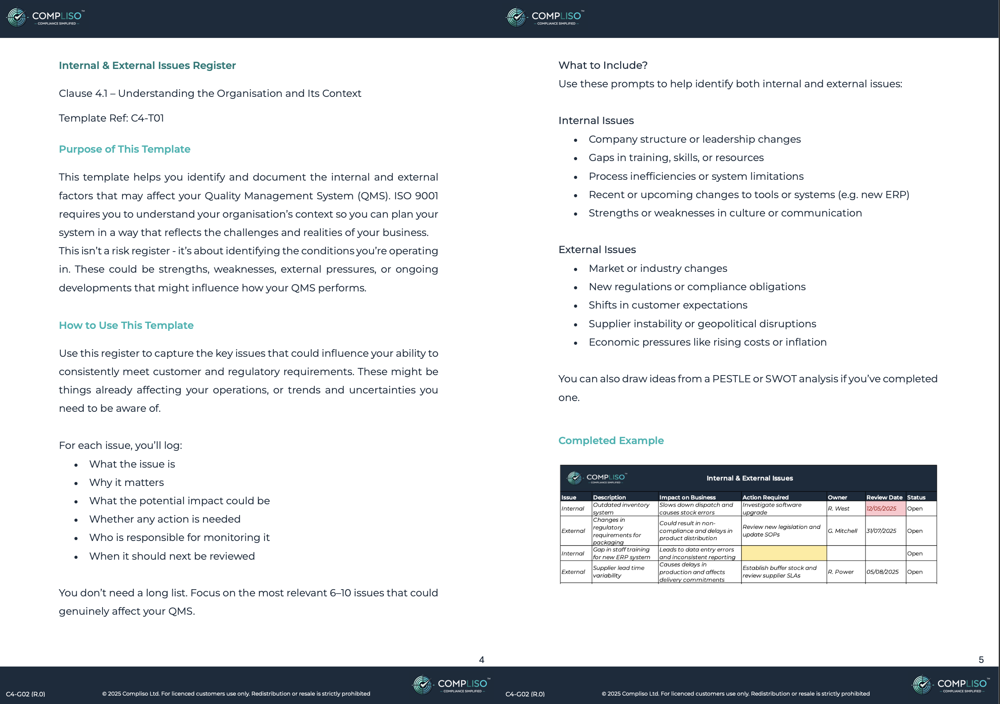 COMPLISO™
– COMPLIANCE SIMPLIFIED –
Internal & External Issues Register
Clause 4.1 – Understanding the Organisation and Its Context
Template Ref: C4-T01
Purpose of This Template
This template helps you identify and document the internal and external
factors that may affect your Quality Management System (QMS). ISO 9001
requires you to understand your organisation’s context so you can plan your
system in a way that reflects the challenges and realities of your business.
This isn’t a risk register - it’s about identifying the conditions you’re operating
in. These could be strengths, weaknesses, external pressures, or ongoing
developments that might influence how your QMS performs.
How to Use This Template
Use this register to capture the key issues that could influence your ability to
consistently meet customer and regulatory requirements. These might be
things already affecting your operations, or trends and uncertainties you
need to be aware of.
For each issue, you’ll log:
• What the issue is
• Why it matters
• What the potential impact could be
• Whether any action is needed
• Who is responsible for monitoring it
• When it should next be reviewed
You don’t need a long list. Focus on the most relevant 6–10 issues that could
genuinely affect your QMS.
4
C4-G02 (R.0)
© 2025 Compliso Ltd. For licenced customers use only. Redistribution or resale is strictly prohibited
COMPLISO™
– COMPLIANCE SIMPLIFIED –
COMPLISO™
– COMPLIANCE SIMPLIFIED –
What to Include?
Use these prompts to help identify both internal and external issues:
Internal Issues
• Company structure or leadership changes
• Gaps in training, skills, or resources
• Process inefficiencies or system limitations
• Recent or upcoming changes to tools or systems (e.g. new ERP)
• Strengths or weaknesses in culture or communication
External Issues
• Market or industry changes
• New regulations or compliance obligations
• Shifts in customer expectations
• Supplier instability or geopolitical disruptions
• Economic pressures like rising costs or inflation
You can also draw ideas from a PESTLE or SWOT analysis if you’ve completed
one.
Completed Example
COMPLISO™
– COMPLIANCE SIMPLIFIED –
Internal & External Issues
Issue Description Impact on Business Action Required Owner Review Date Status
Internal
Outdated inventory
system
Slows down dispatch and
causes stock errors
Investigate software
upgrade
R. West
12/05/2025
Open
External
Changes in
regulatory
requirements for
packaging
Could result in non-
compliance and delays in
product distribution
Review new legislation and
update SOPs
G. Mitchell
31/07/2025
Open
Internal
Gap in staff training
for new ERP system
Leads to data entry errors
and inconsistent reporting
Open
External
Supplier lead time
variability
Causes delays in
production and affects
delivery commitments
Establish buffer stock and
review supplier SLAs
R. Power
05/08/2025
Open
5
C4-G02 (R.0)
© 2025 Compliso Ltd. For licenced customers use only. Redistribution or resale is strictly prohibited
COMPLISO™
– COMPLIANCE SIMPLIFIED –